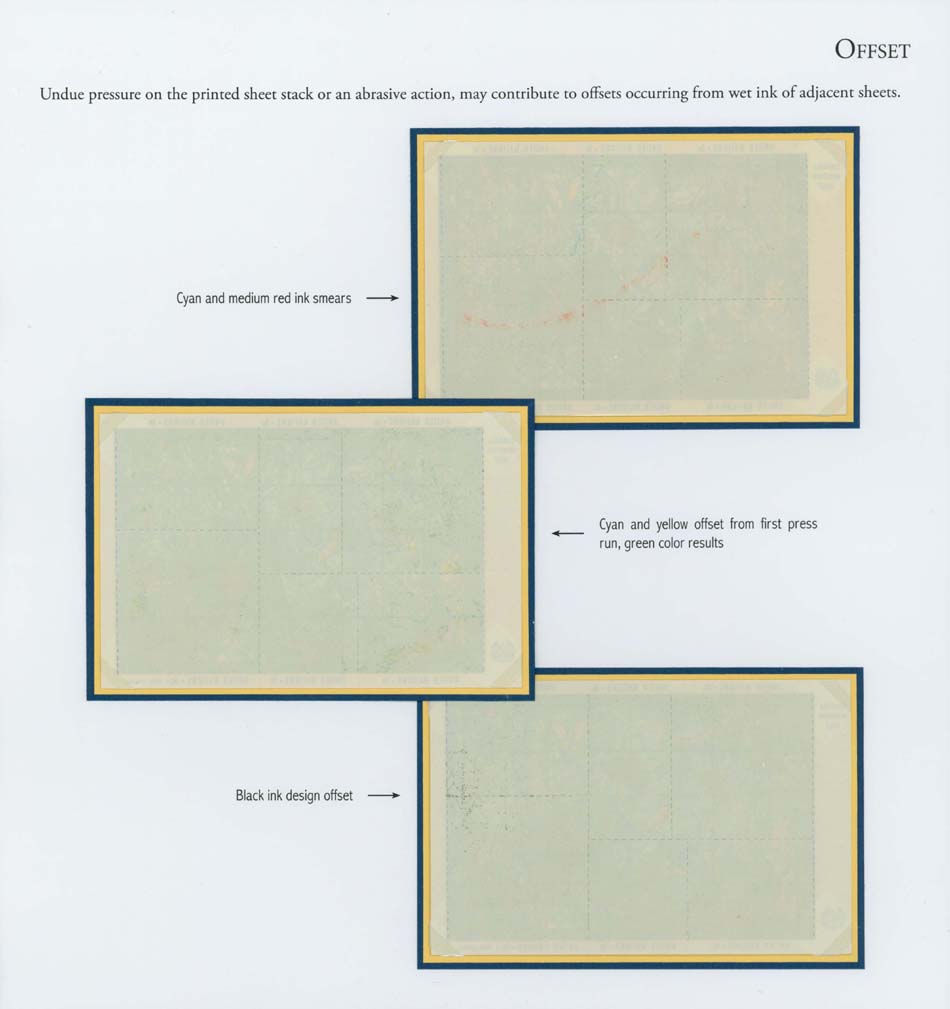 OFFSET
Undue pressure on the printed sheet stack or an abrasive action, may contribute to offsets occurring from wet ink of adjacent sheets.
Cyan and medium red ink smears
Cyan and yellow offset from first press
run, green color results
Black ink design offset